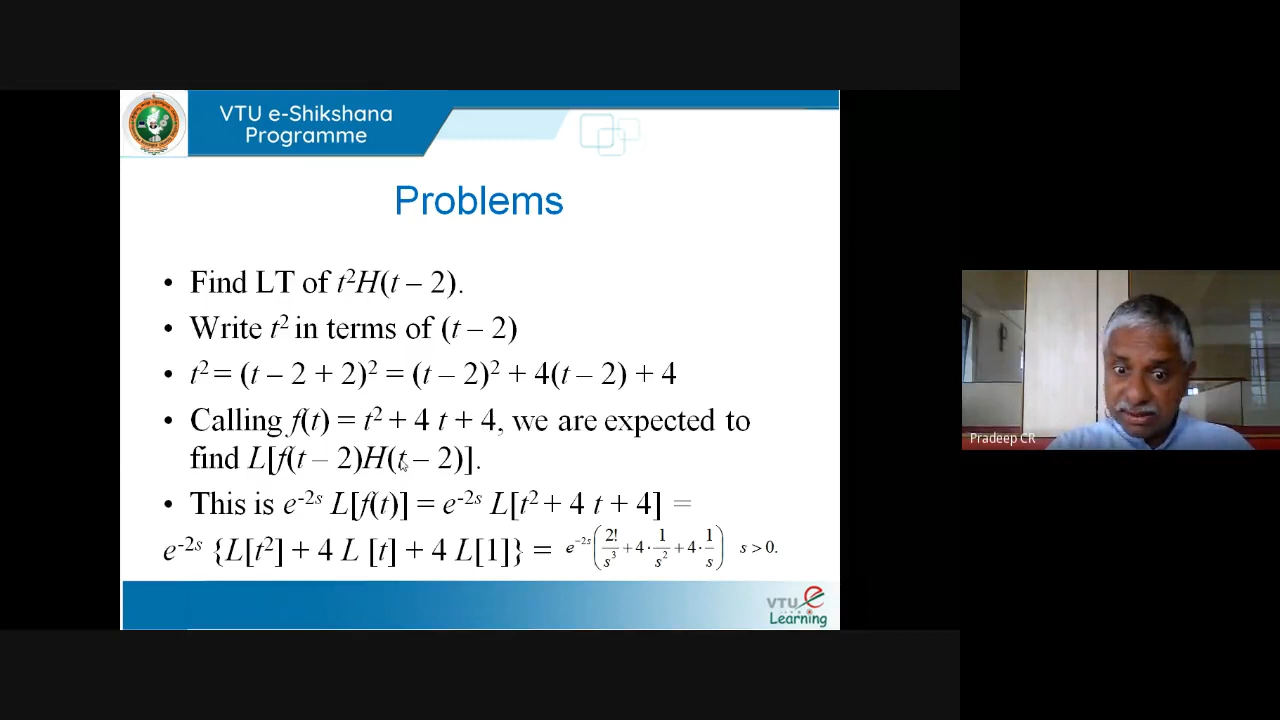 VTU e-Shikshana
Programme
Problems
• Find LT of t²H(t – 2).
• Write t² in terms of (t – 2)
• t² = (t – 2 + 2)² = (t – 2)² + 4(t – 2) + 4
• Calling f(t) = t² + 4 t + 4, we are expected to
find L[f(t – 2)H(t – 2)].
• This is e⁻²ˢ L[f(t)] = e⁻²ˢ L[t² + 4 t + 4] =
e⁻²ˢ {L[t²] + 4 L [t] + 4 L[1]} = e⁻²ˢ(2!/s³ + 4·1/s² + 4·1/s) s > 0.
VTU e
Learning
Pradeep CR